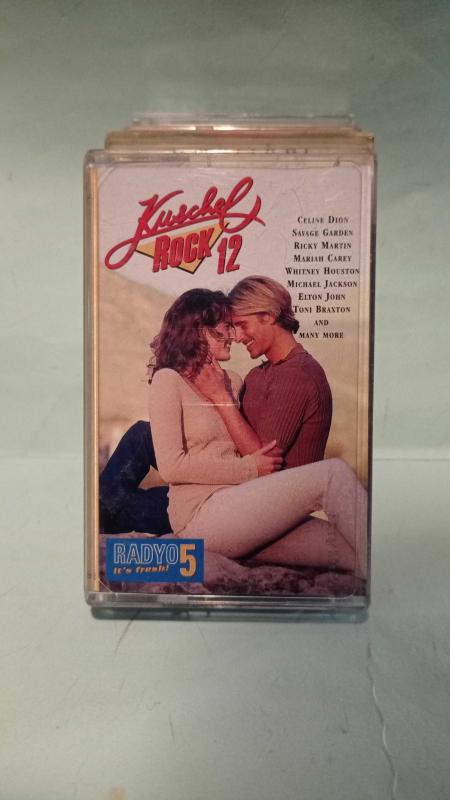 Kuschel
ROCK 12
CELINE DION
SAVAGE GARDEN
RICKY MARTIN
MARIAH CAREY
WHITNEY HOUSTON
MICHAEL JACKSON
ELTON JOHN
TONI BRAXTON
AND
MANY MORE
RADYO 5
it's fresh!